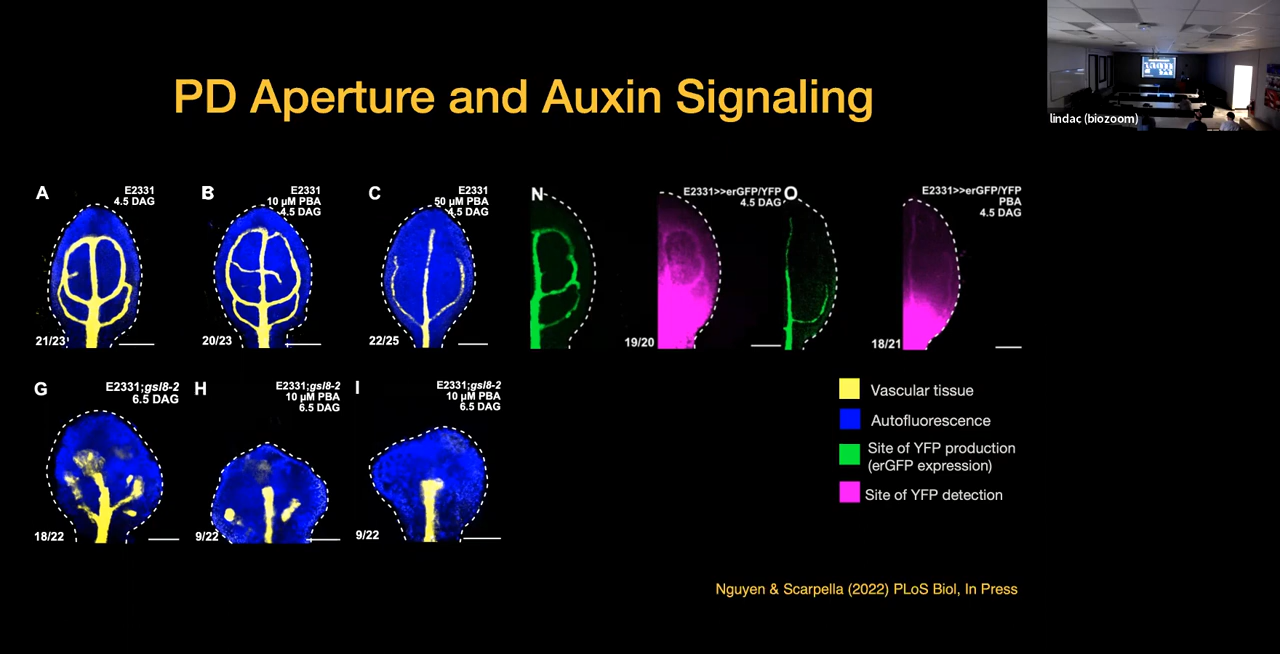 lindac (biozoom)
PD Aperture and Auxin Signaling
A
E2331
4.5 DAG
21/23
B
E2331
10 µM PBA
4.5 DAG
20/23
C
E2331
50 µM PBA
4.5 DAG
22/25
N
E2331>>erGFP/YFP
4.5 DAG
19/20
O
E2331>>erGFP/YFP
PBA
4.5 DAG
18/21
G
E2331;gsl8-2
6.5 DAG
18/22
H
E2331;gsl8-2
10 µM PBA
6.5 DAG
9/22
I
E2331;gsl8-2
10 µM PBA
6.5 DAG
9/22
Vascular tissue
Autofluorescence
Site of YFP production
(erGFP expression)
Site of YFP detection
Nguyen & Scarpella (2022) PLoS Biol, In Press